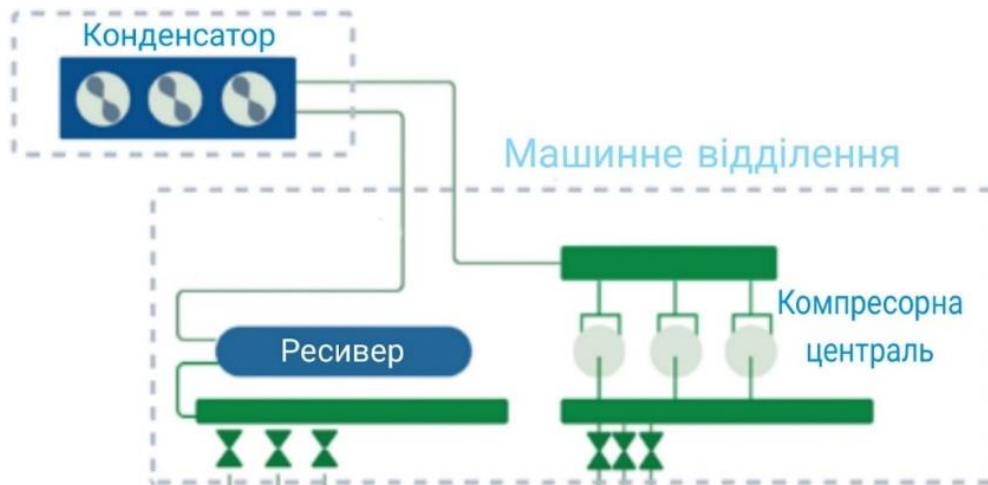 Конденсатор
Машинне відділення
Ресивер
Компресорна
централь